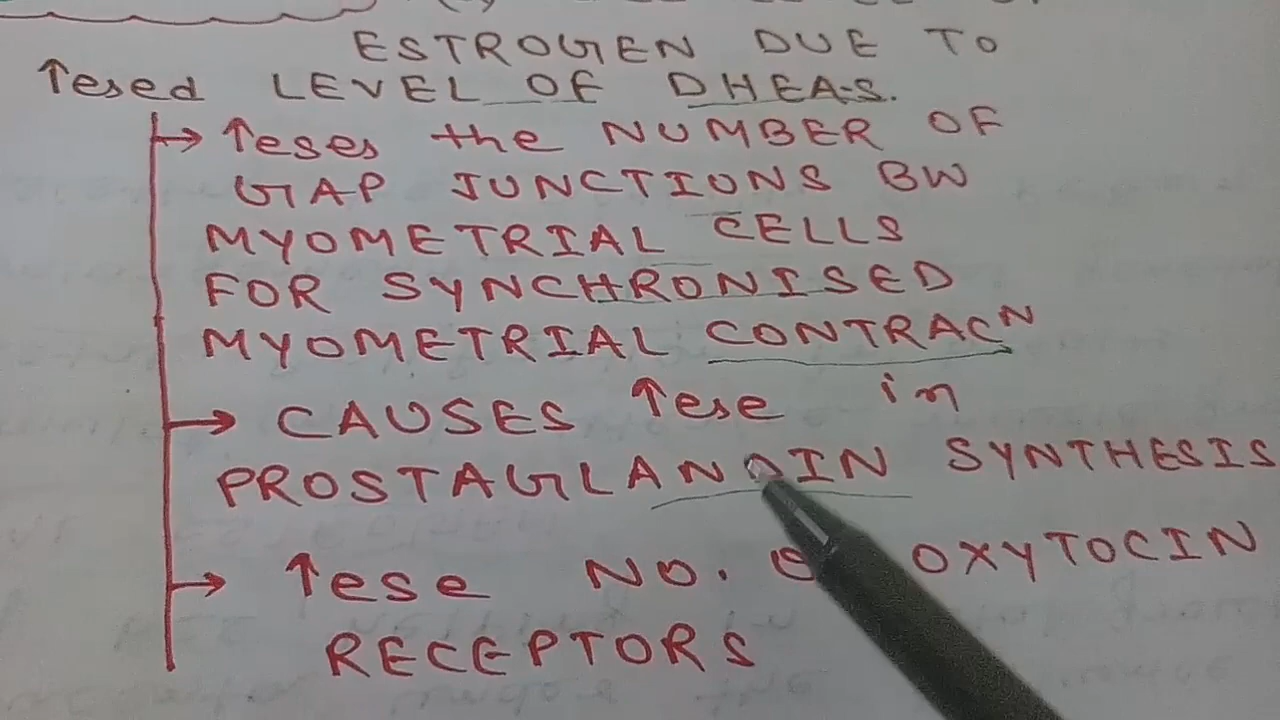 ESTROGEN DUE TO
↑esed LEVEL OF DHEA-S.
→ ↑eses the NUMBER OF
GAP JUNCTIONS BW
MYOMETRIAL CELLS
FOR SYNCHRONISED
MYOMETRIAL CONTRACN
→ CAUSES ↑ese in
PROSTAGLANDIN SYNTHESIS
→ ↑ese NO. OXYTOCIN
RECEPTORS